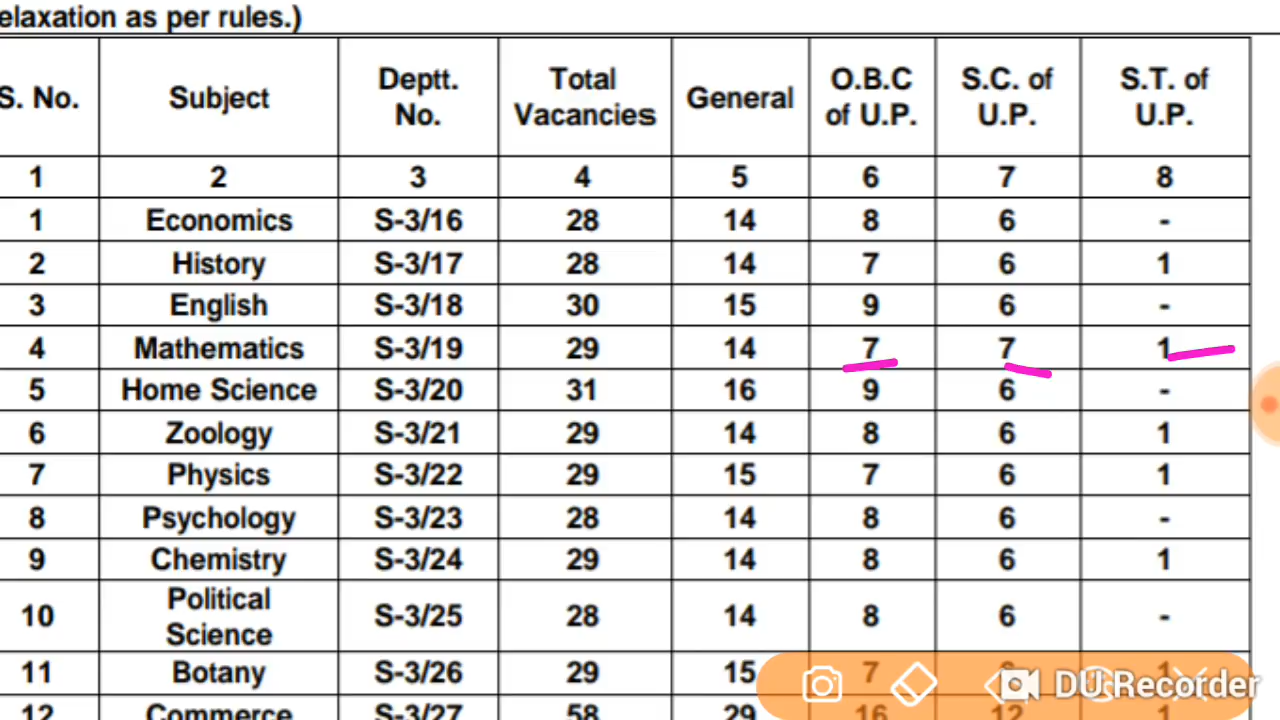 elaxation as per rules.)
S. No. Subject Deptt. No. Total Vacancies General O.B.C of U.P. S.C. of U.P. S.T. of U.P.
1 2 3 4 5 6 7 8
1 Economics S-3/16 28 14 8 6 -
2 History S-3/17 28 14 7 6 1
3 English S-3/18 30 15 9 6 -
4 Mathematics S-3/19 29 14 7 7 1
5 Home Science S-3/20 31 16 9 6 -
6 Zoology S-3/21 29 14 8 6 1
7 Physics S-3/22 29 15 7 6 1
8 Psychology S-3/23 28 14 8 6 -
9 Chemistry S-3/24 29 14 8 6 1
10 Political Science S-3/25 28 14 8 6 -
11 Botany S-3/26 29 15 7 1
12 Commerce S-3/27 58 29 16 12 1
DU Recorder